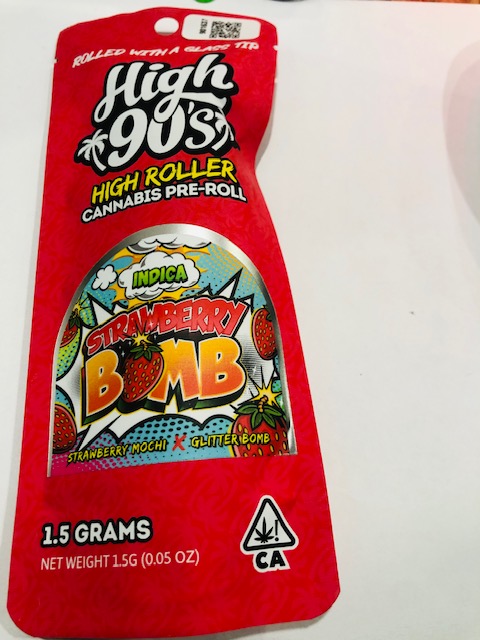 ROLLED WITH A GLASS TIP
High
90'S
HIGH ROLLER
CANNABIS PRE-ROLL
INDICA
STRAWBERRY
BOMB
STRAWBERRY MOCHI X GLITTER BOMB
1.5 GRAMS
NET WEIGHT 1.5G (0.05 OZ)
CA